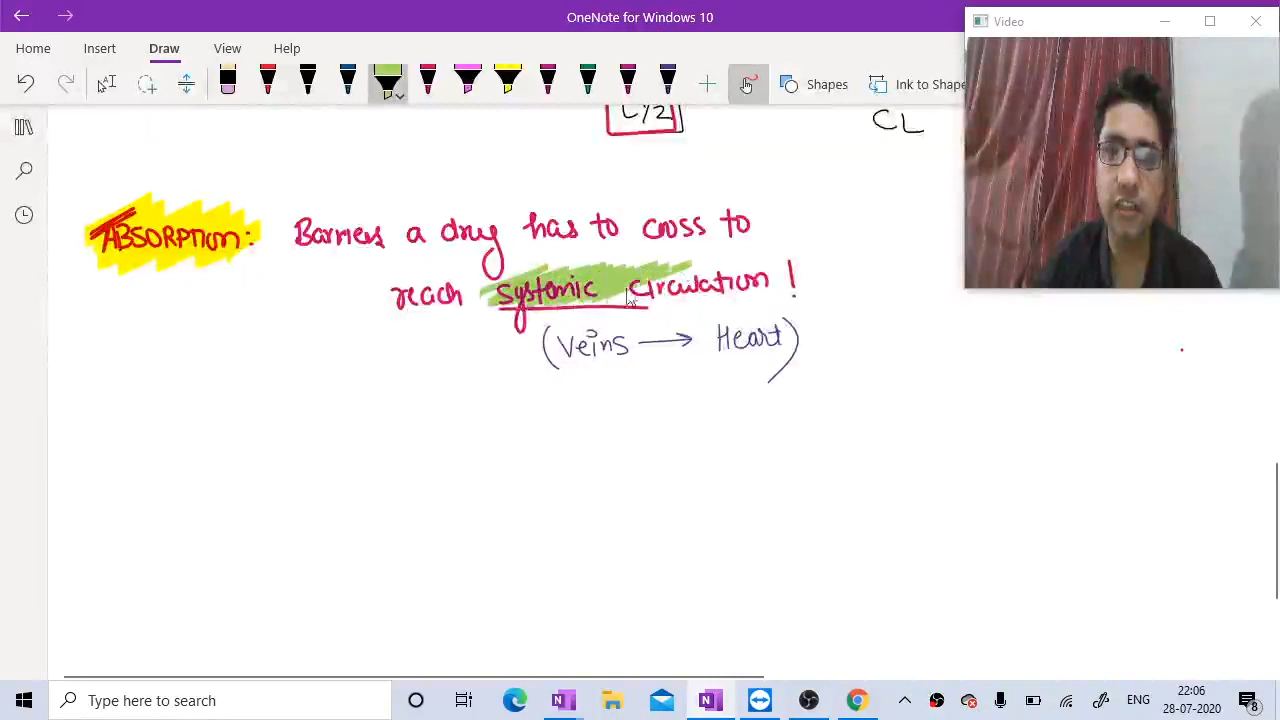 OneNote for Windows 10
Video
Home Insert Draw View Help
Shapes
Ink to Shape
CL
ABSORPTION: Barriers a drug has to cross to
reach systemic circulation !
(Veins → Heart)
Type here to search
ENG
22:06
28-07-2020
8